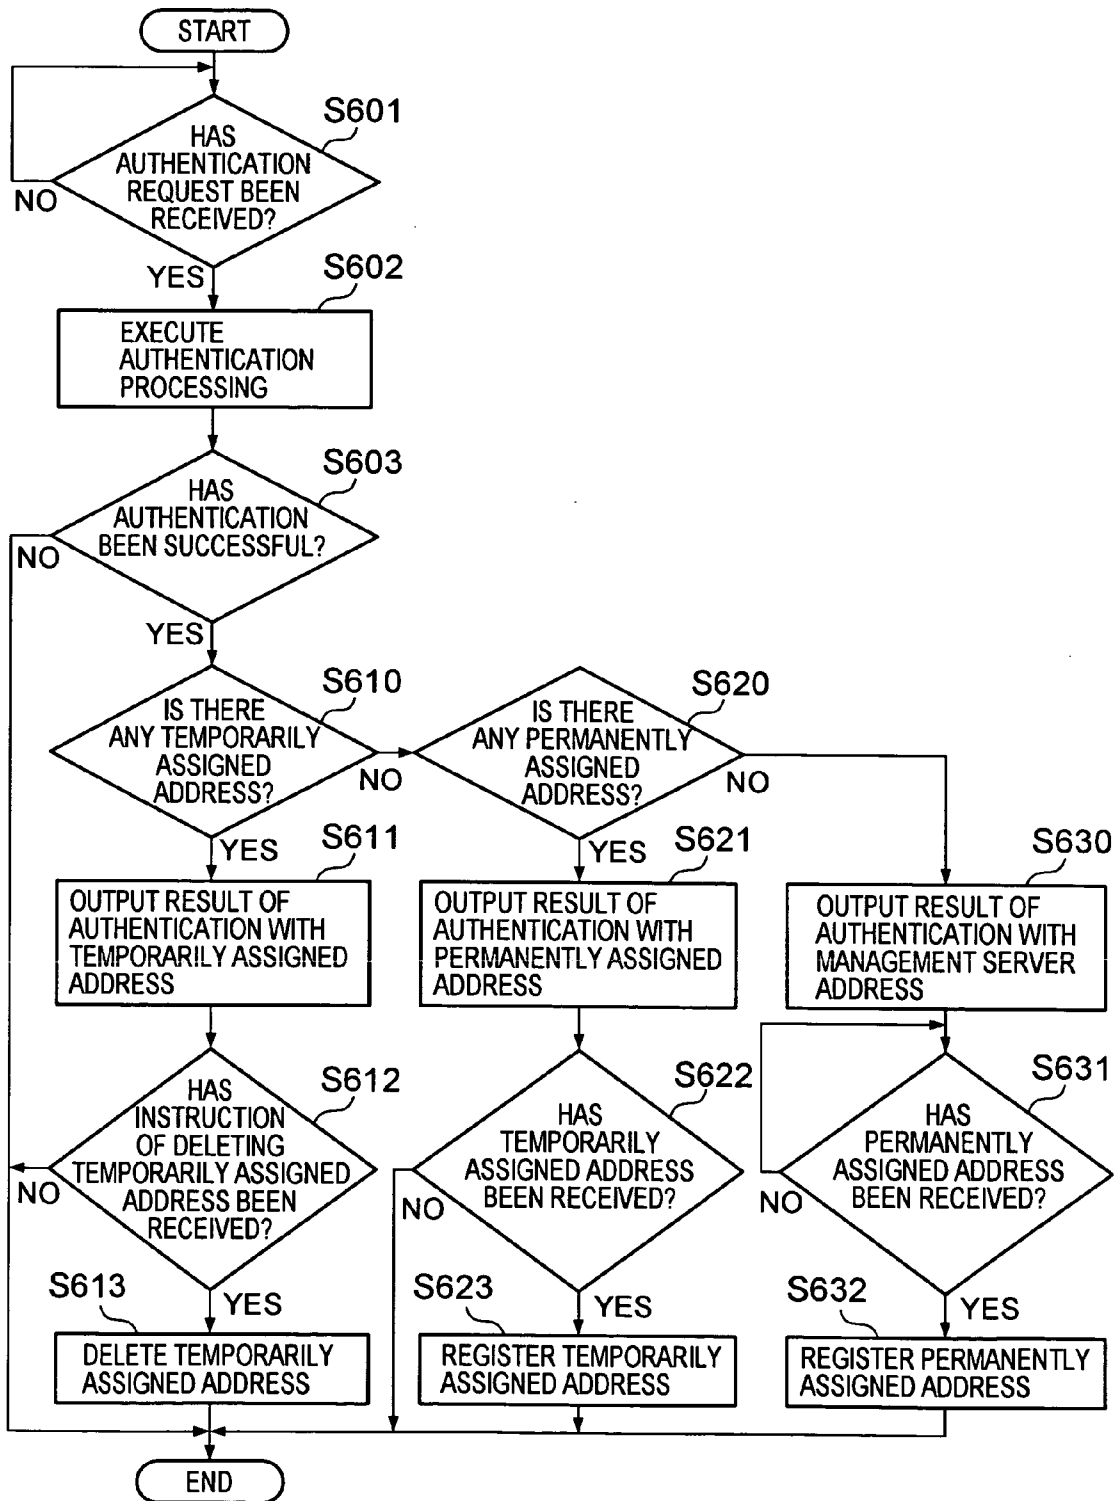 START
S601
HAS
AUTHENTICATION
REQUEST BEEN
RECEIVED?
NO
YES
S602
EXECUTE
AUTHENTICATION
PROCESSING
S603
HAS
AUTHENTICATION
BEEN SUCCESSFUL?
NO
YES
S610
IS THERE
ANY TEMPORARILY
ASSIGNED
ADDRESS?
NO
YES
S620
IS THERE
ANY PERMANENTLY
ASSIGNED
ADDRESS?
NO
YES
S611
OUTPUT RESULT OF
AUTHENTICATION WITH
TEMPORARILY ASSIGNED
ADDRESS
S621
OUTPUT RESULT OF
AUTHENTICATION WITH
PERMANENTLY ASSIGNED
ADDRESS
S630
OUTPUT RESULT OF
AUTHENTICATION WITH
MANAGEMENT SERVER
ADDRESS
S612
HAS
INSTRUCTION
OF DELETING
TEMPORARILY ASSIGNED
ADDRESS BEEN
RECEIVED?
NO
YES
S622
HAS
TEMPORARILY
ASSIGNED ADDRESS
BEEN RECEIVED?
NO
YES
S631
HAS
PERMANENTLY
ASSIGNED ADDRESS
BEEN RECEIVED?
NO
YES
S613
DELETE TEMPORARILY
ASSIGNED ADDRESS
S623
REGISTER TEMPORARILY
ASSIGNED ADDRESS
S632
REGISTER PERMANENTLY
ASSIGNED ADDRESS
END